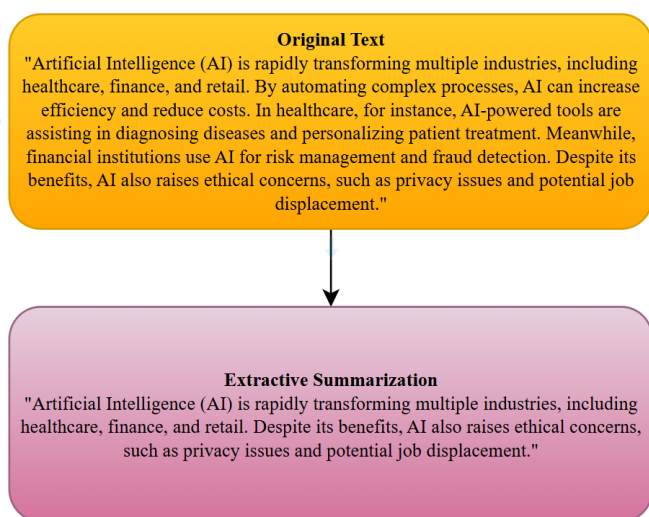 Original Text
"Artificial Intelligence (AI) is rapidly transforming multiple industries, including
healthcare, finance, and retail. By automating complex processes, AI can increase
efficiency and reduce costs. In healthcare, for instance, AI-powered tools are
assisting in diagnosing diseases and personalizing patient treatment. Meanwhile,
financial institutions use AI for risk management and fraud detection. Despite its
benefits, AI also raises ethical concerns, such as privacy issues and potential job
displacement."
Extractive Summarization
"Artificial Intelligence (AI) is rapidly transforming multiple industries, including
healthcare, finance, and retail. Despite its benefits, AI also raises ethical concerns,
such as privacy issues and potential job displacement."